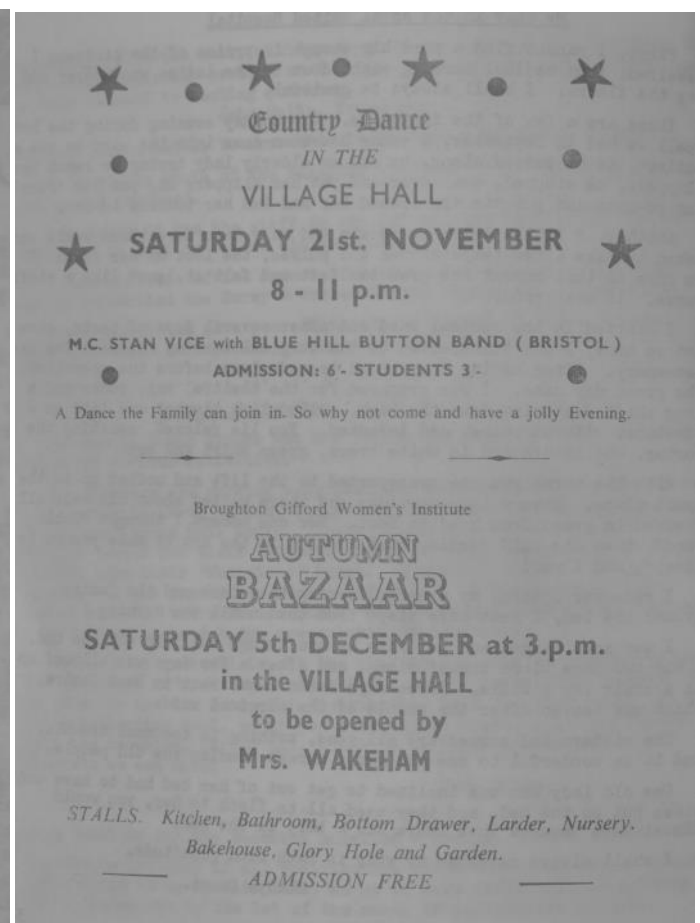 Country Dance
IN THE
VILLAGE HALL
SATURDAY 21st. NOVEMBER
8 - 11 p.m.
M.C. STAN VICE with BLUE HILL BUTTON BAND ( BRISTOL )
ADMISSION: 6 - STUDENTS 3 -
A Dance the Family can join in. So why not come and have a jolly Evening.
Broughton Gifford Women's Institute
AUTUMN
BAZAAR
SATURDAY 5th DECEMBER at 3.p.m.
in the VILLAGE HALL
to be opened by
Mrs. WAKEHAM
STALLS. Kitchen, Bathroom, Bottom Drawer, Larder, Nursery.
Bakehouse, Glory Hole and Garden.
ADMISSION FREE